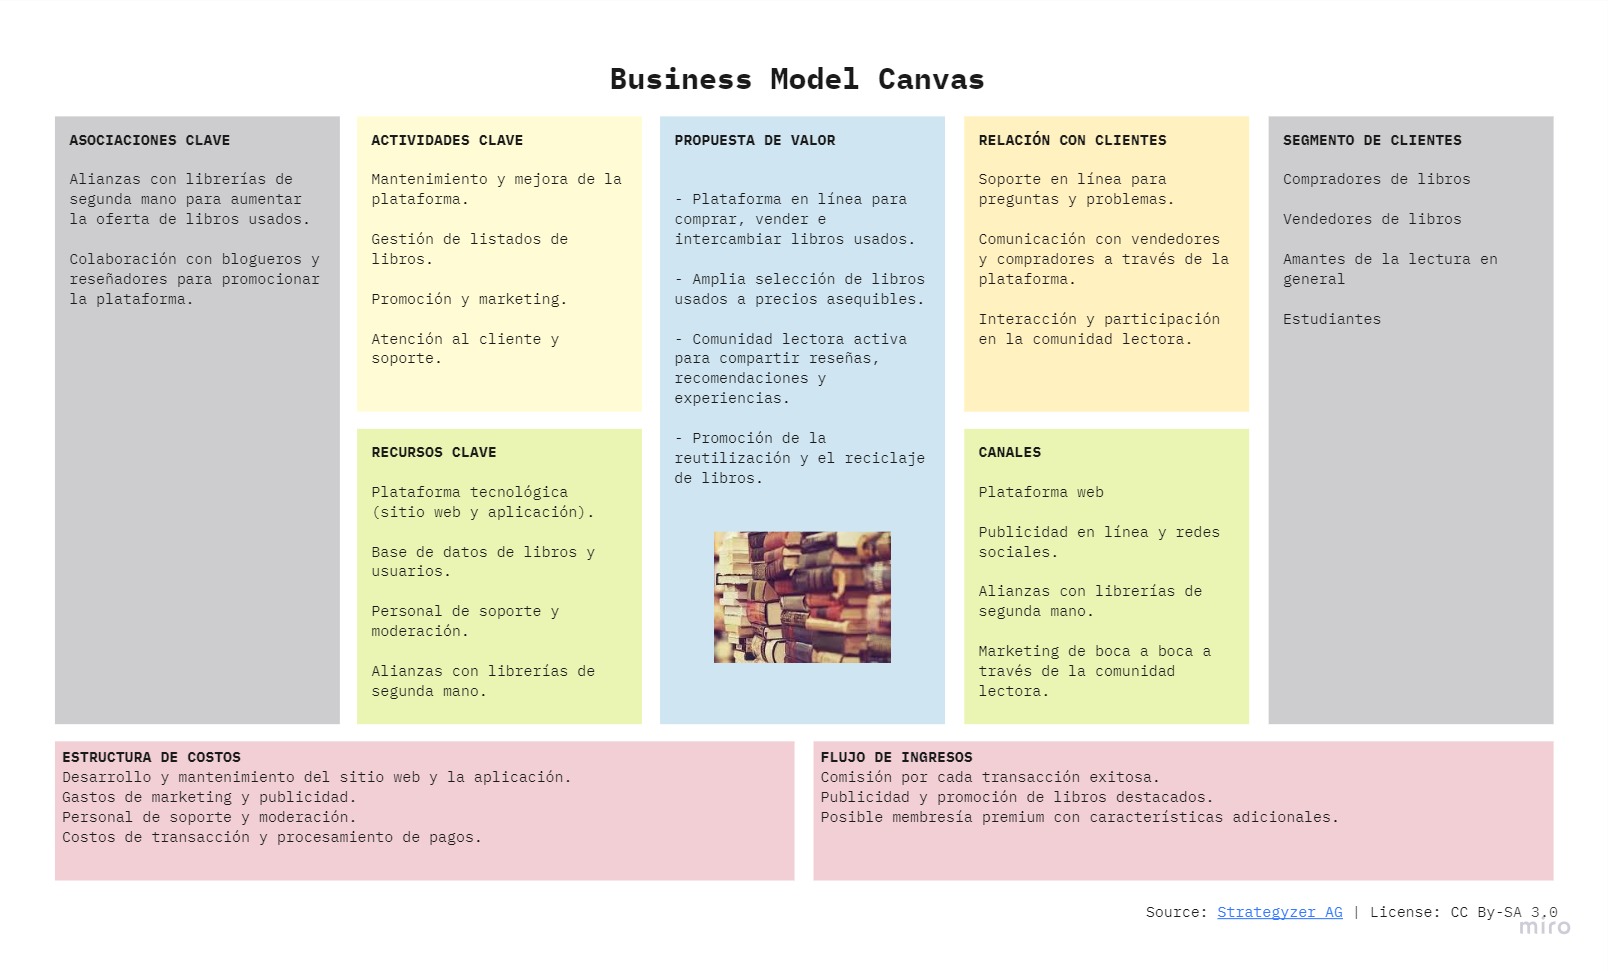 Business Model Canvas
ASOCIACIONES CLAVE
Alianzas con librerías de
segunda mano para aumentar
la oferta de libros usados.
Colaboración con blogueros y
reseñadores para promocionar
la plataforma.
ACTIVIDADES CLAVE
Mantenimiento y mejora de la
plataforma.
Gestión de listados de
libros.
Promoción y marketing.
Atención al cliente y
soporte.
RECURSOS CLAVE
Plataforma tecnológica
(sitio web y aplicación).
Base de datos de libros y
usuarios.
Personal de soporte y
moderación.
Alianzas con librerías de
segunda mano.
PROPUESTA DE VALOR
- Plataforma en línea para
comprar, vender e
intercambiar libros usados.
- Amplia selección de libros
usados a precios asequibles.
- Comunidad lectora activa
para compartir reseñas,
recomendaciones y
experiencias.
- Promoción de la
reutilización y el reciclaje
de libros.
RELACIÓN CON CLIENTES
Soporte en línea para
preguntas y problemas.
Comunicación con vendedores
y compradores a través de la
plataforma.
Interacción y participación
en la comunidad lectora.
CANALES
Plataforma web
Publicidad en línea y redes
sociales.
Alianzas con librerías de
segunda mano.
Marketing de boca a boca a
través de la comunidad
lectora.
SEGMENTO DE CLIENTES
Compradores de libros
Vendedores de libros
Amantes de la lectura en
general
Estudiantes
ESTRUCTURA DE COSTOS
Desarrollo y mantenimiento del sitio web y la aplicación.
Gastos de marketing y publicidad.
Personal de soporte y moderación.
Costos de transacción y procesamiento de pagos.
FLUJO DE INGRESOS
Comisión por cada transacción exitosa.
Publicidad y promoción de libros destacados.
Posible membresía premium con características adicionales.
Source: Strategyzer AG | License: CC By-SA 3.0
miro